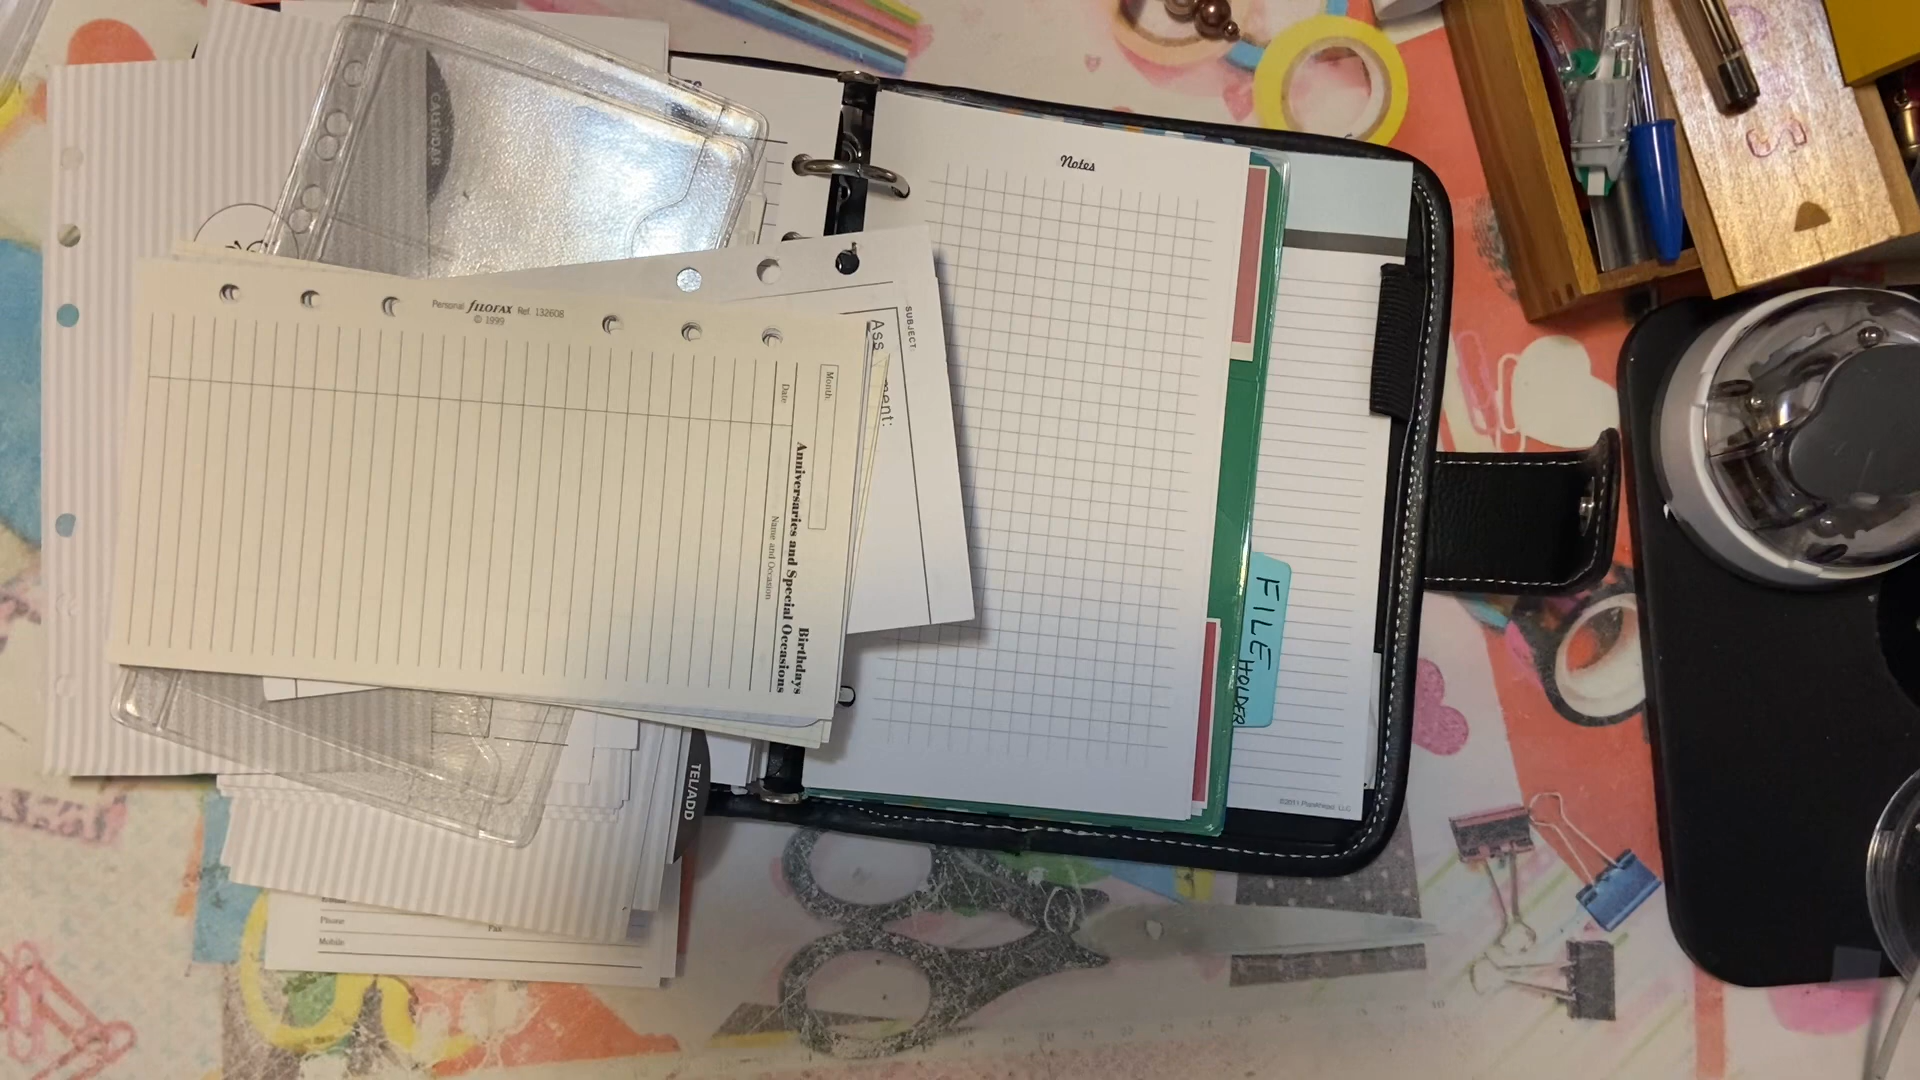 CALENDAR
Notes
Personal fILOFAX Ref. 132608
© 1999
Month:
Date
Name and Occasion
Birthdays
Anniversaries and Special Occasions
SUBJECT:
FILE
HOLDER
TEL/ADD
©2011 PlanAhead, LLC
Phone
Fax
Mobile